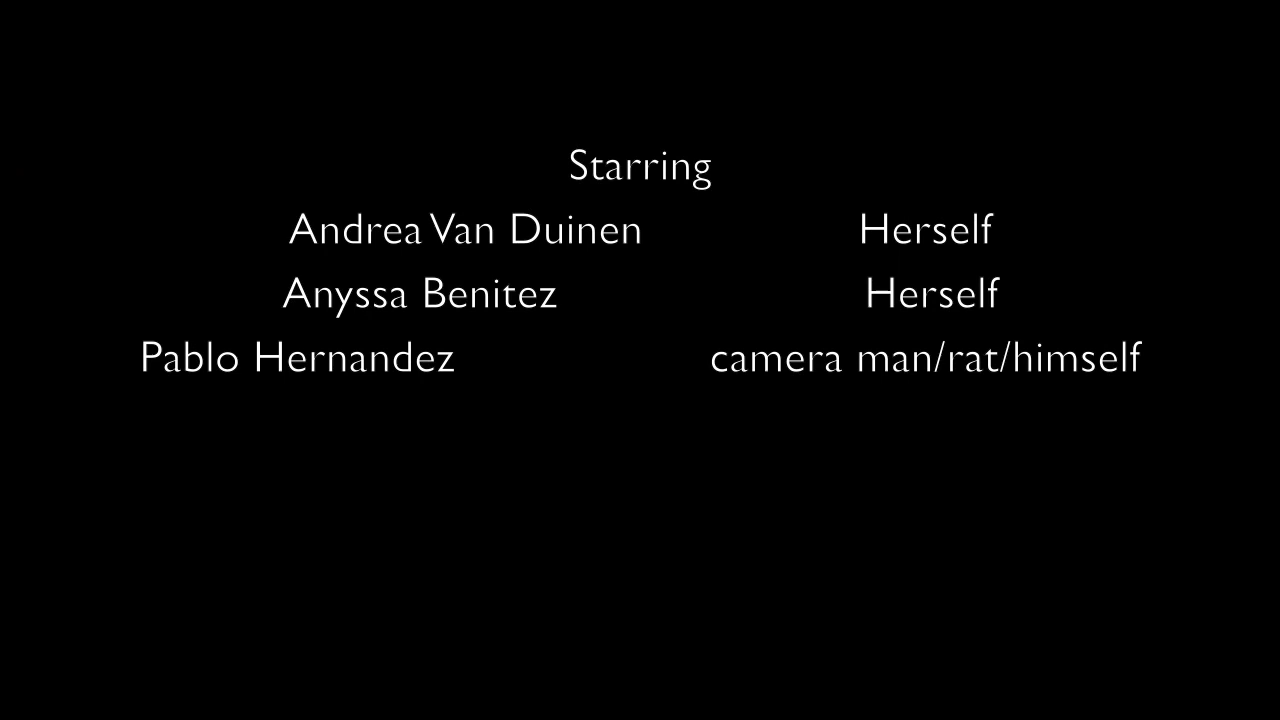 Starring
Andrea Van Duinen Herself
Anyssa Benitez Herself
Pablo Hernandez camera man/rat/himself